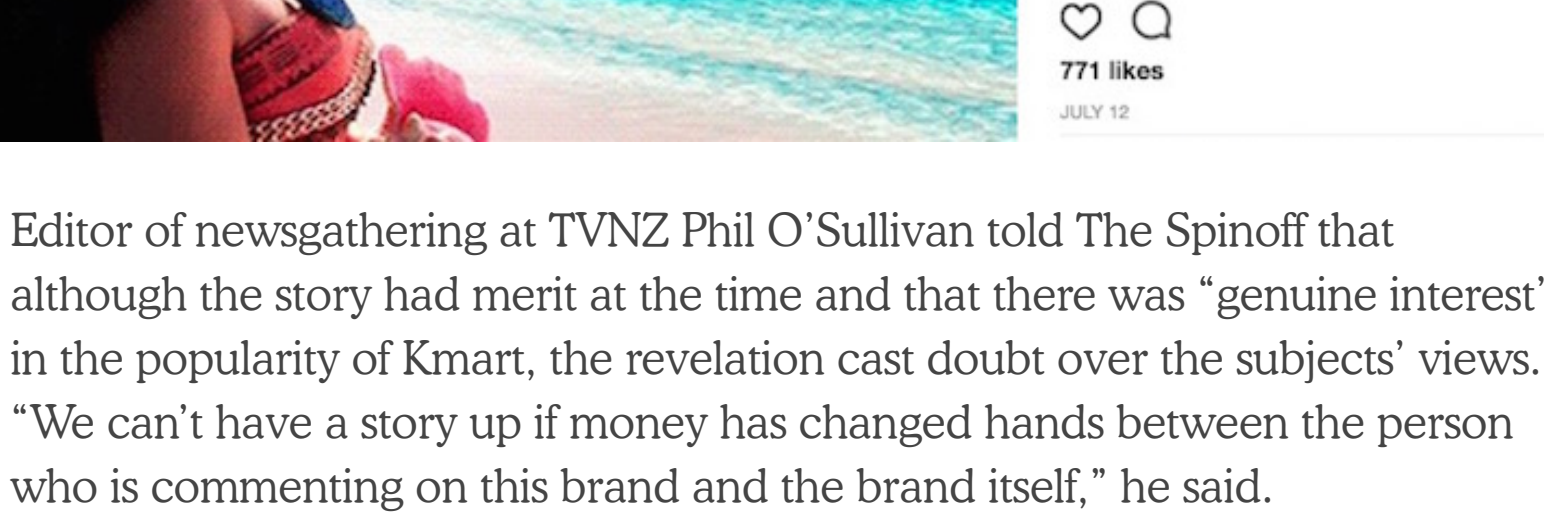 771 likes
JULY 12
Editor of newsgathering at TVNZ Phil O’Sullivan told The Spinoff that
although the story had merit at the time and that there was “genuine interest’
in the popularity of Kmart, the revelation cast doubt over the subjects’ views.
“We can’t have a story up if money has changed hands between the person
who is commenting on this brand and the brand itself,” he said.